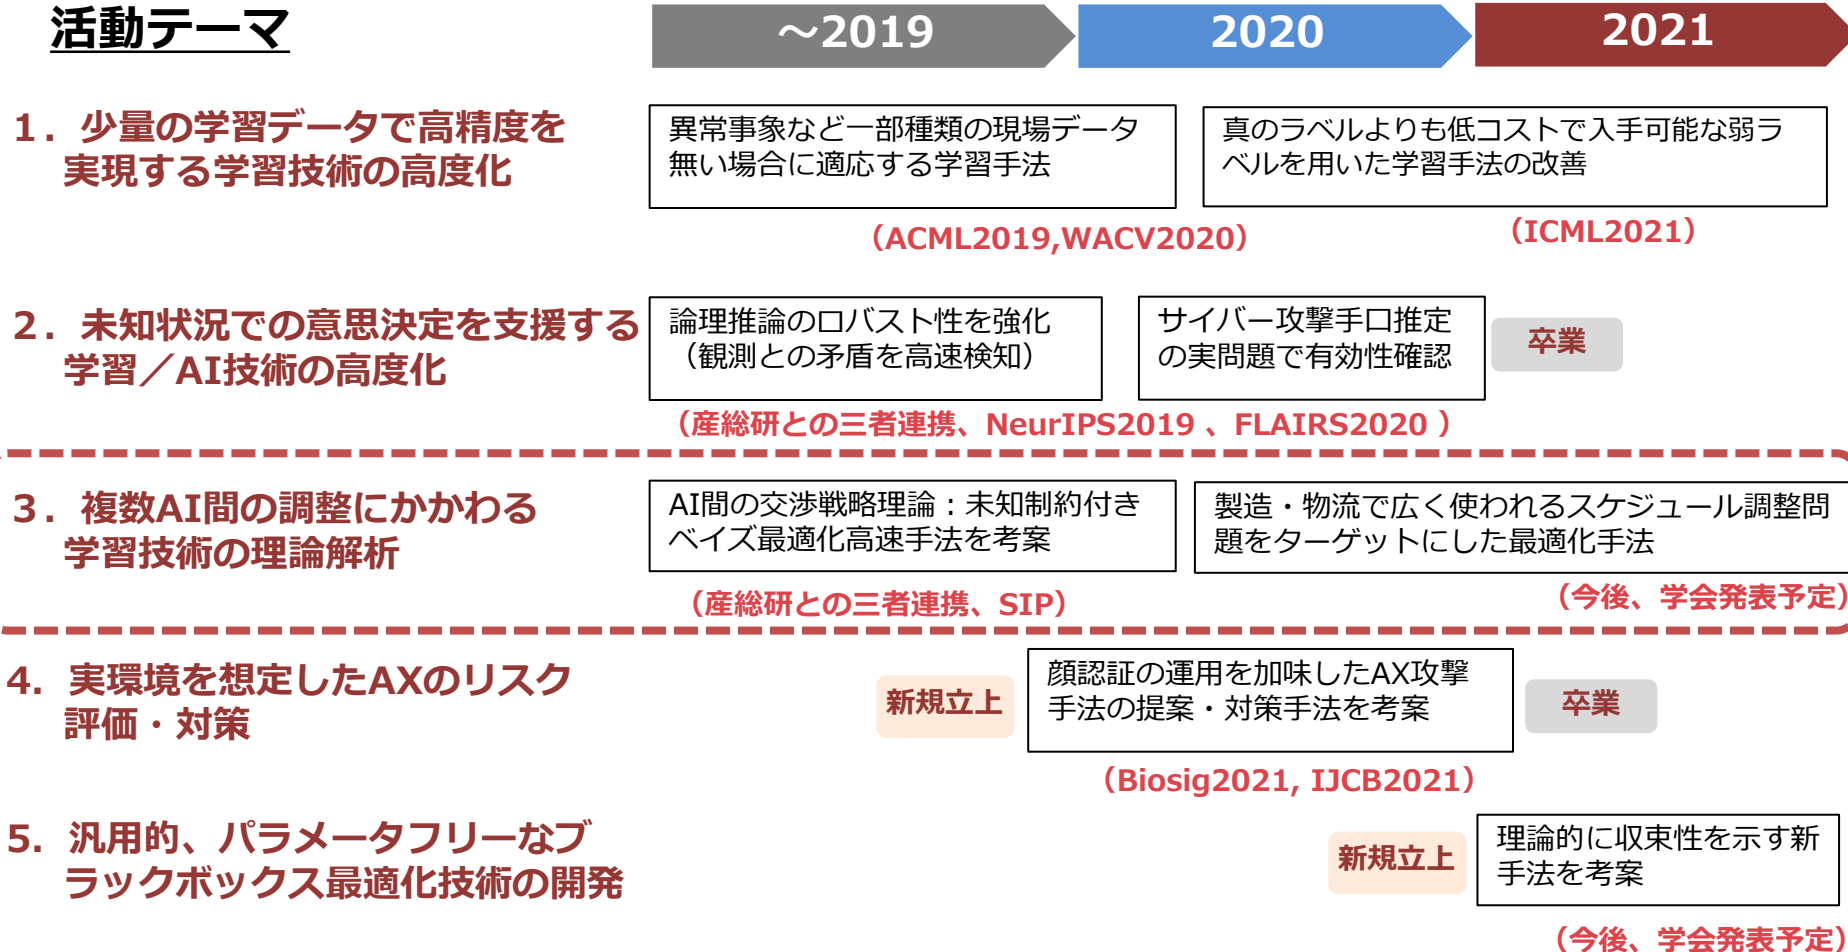 活動テーマ
～2019
2020
2021
1．少量の学習データで高精度を
実現する学習技術の高度化
異常事象など一部種類の現場データ
無い場合に適応する学習手法
真のラベルよりも低コストで入手可能な弱ラ
ベルを用いた学習手法の改善
（ACML2019,WACV2020）
（ICML2021）
2．未知状況での意思決定を支援する
学習／AI技術の高度化
論理推論のロバスト性を強化
（観測との矛盾を高速検知）
サイバー攻撃手口推定
の実問題で有効性確認
卒業
（産総研との三者連携、NeurIPS2019 、FLAIRS2020 ）
3．複数AI間の調整にかかわる
学習技術の理論解析
AI間の交渉戦略理論：未知制約付き
ベイズ最適化高速手法を考案
製造・物流で広く使われるスケジュール調整問
題をターゲットにした最適化手法
（産総研との三者連携、SIP）
（今後、学会発表予定）
4. 実環境を想定したAXのリスク
評価・対策
新規立上
顔認証の運用を加味したAX攻撃
手法の提案・対策手法を考案
卒業
（Biosig2021, IJCB2021）
5. 汎用的、パラメータフリーなブ
ラックボックス最適化技術の開発
新規立上
理論的に収束性を示す新
手法を考案
（今後、学会発表予定）